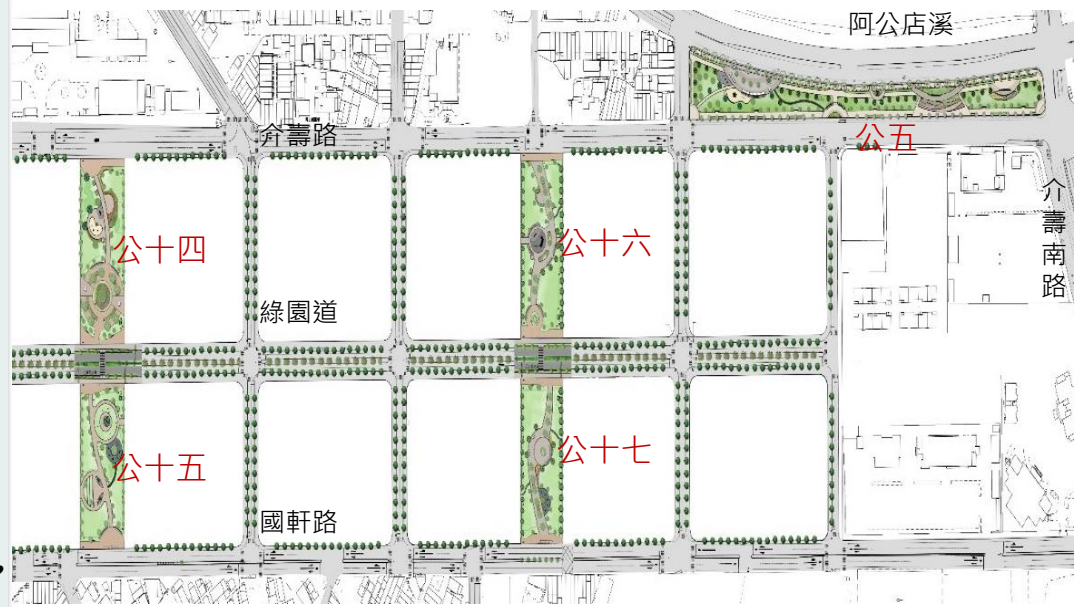 阿公店溪
介壽路
公五
介壽南路
公十四
公十六
綠園道
公十五
公十七
國軒路